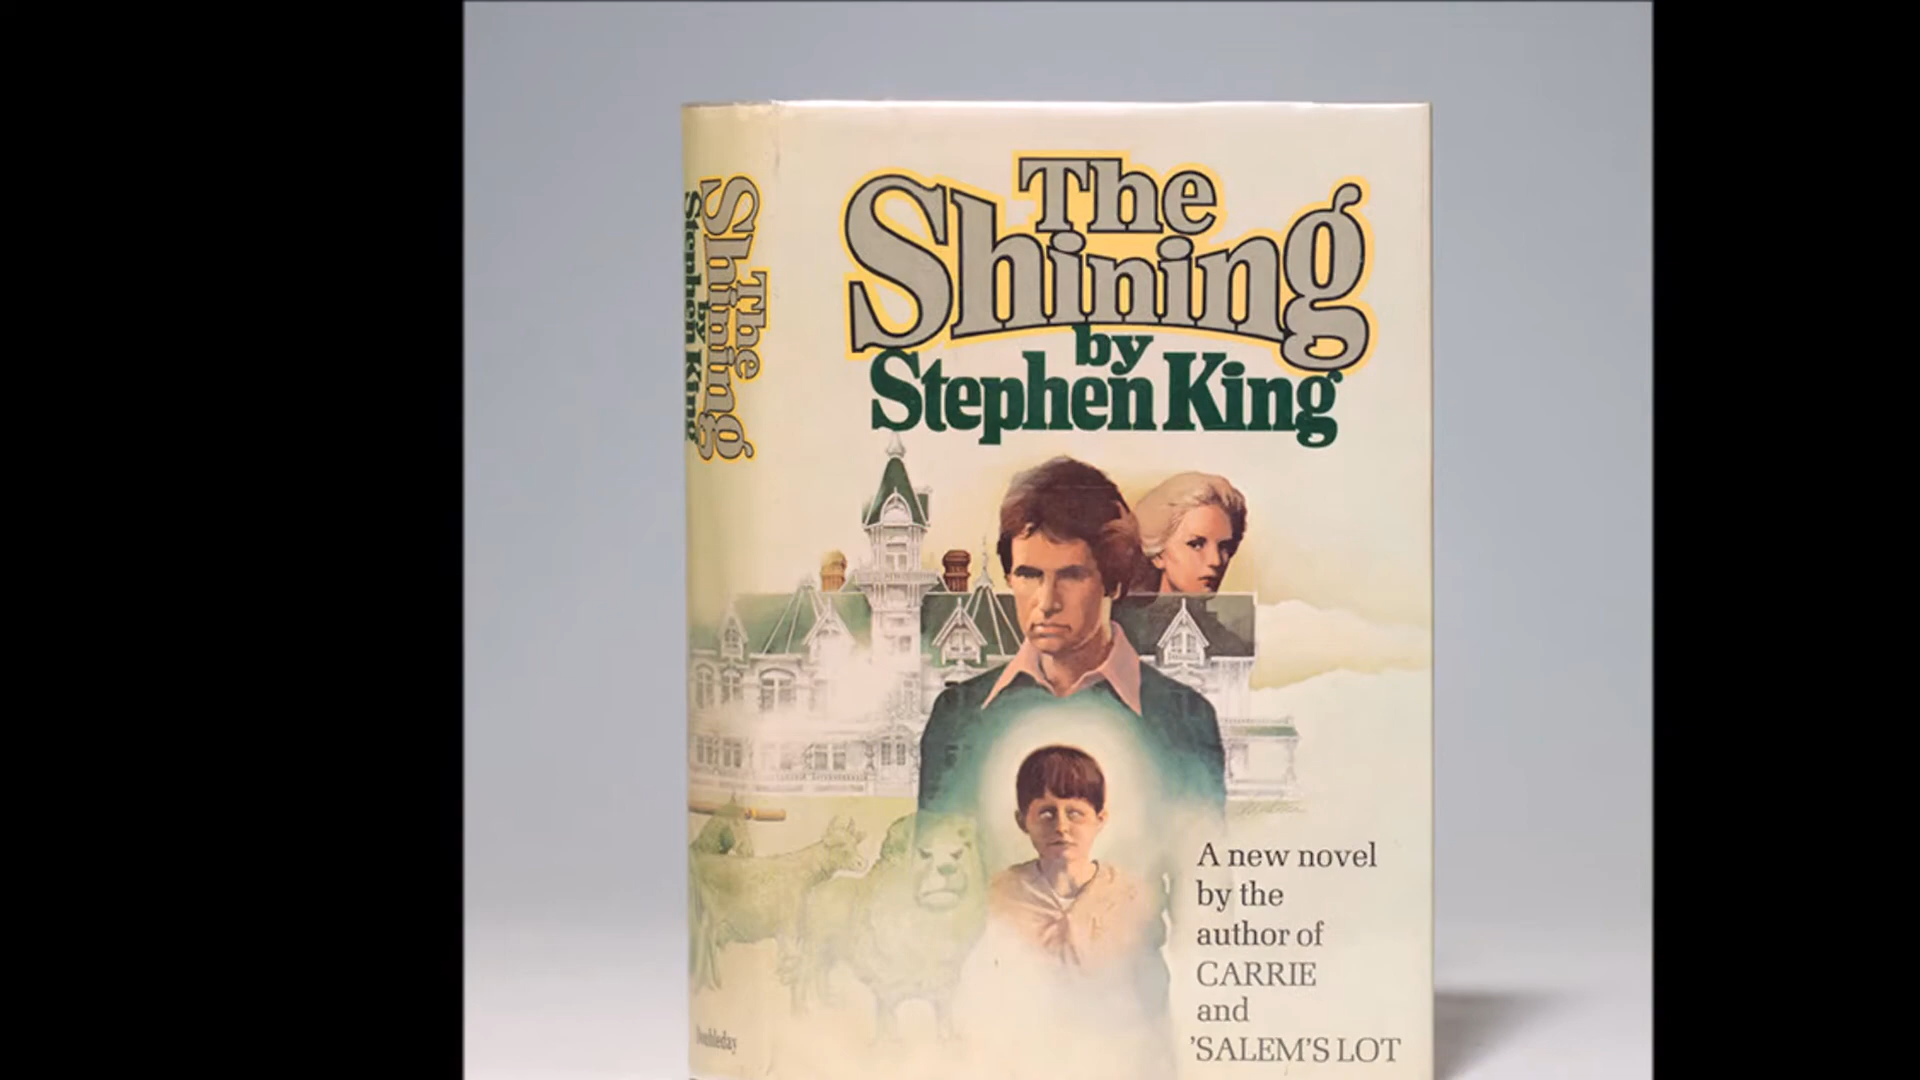 The
Shining
by
Stephen King
The
Shining
by
Stephen King
A new novel
by the
author of
CARRIE
and
'SALEM'S LOT
Doubleday